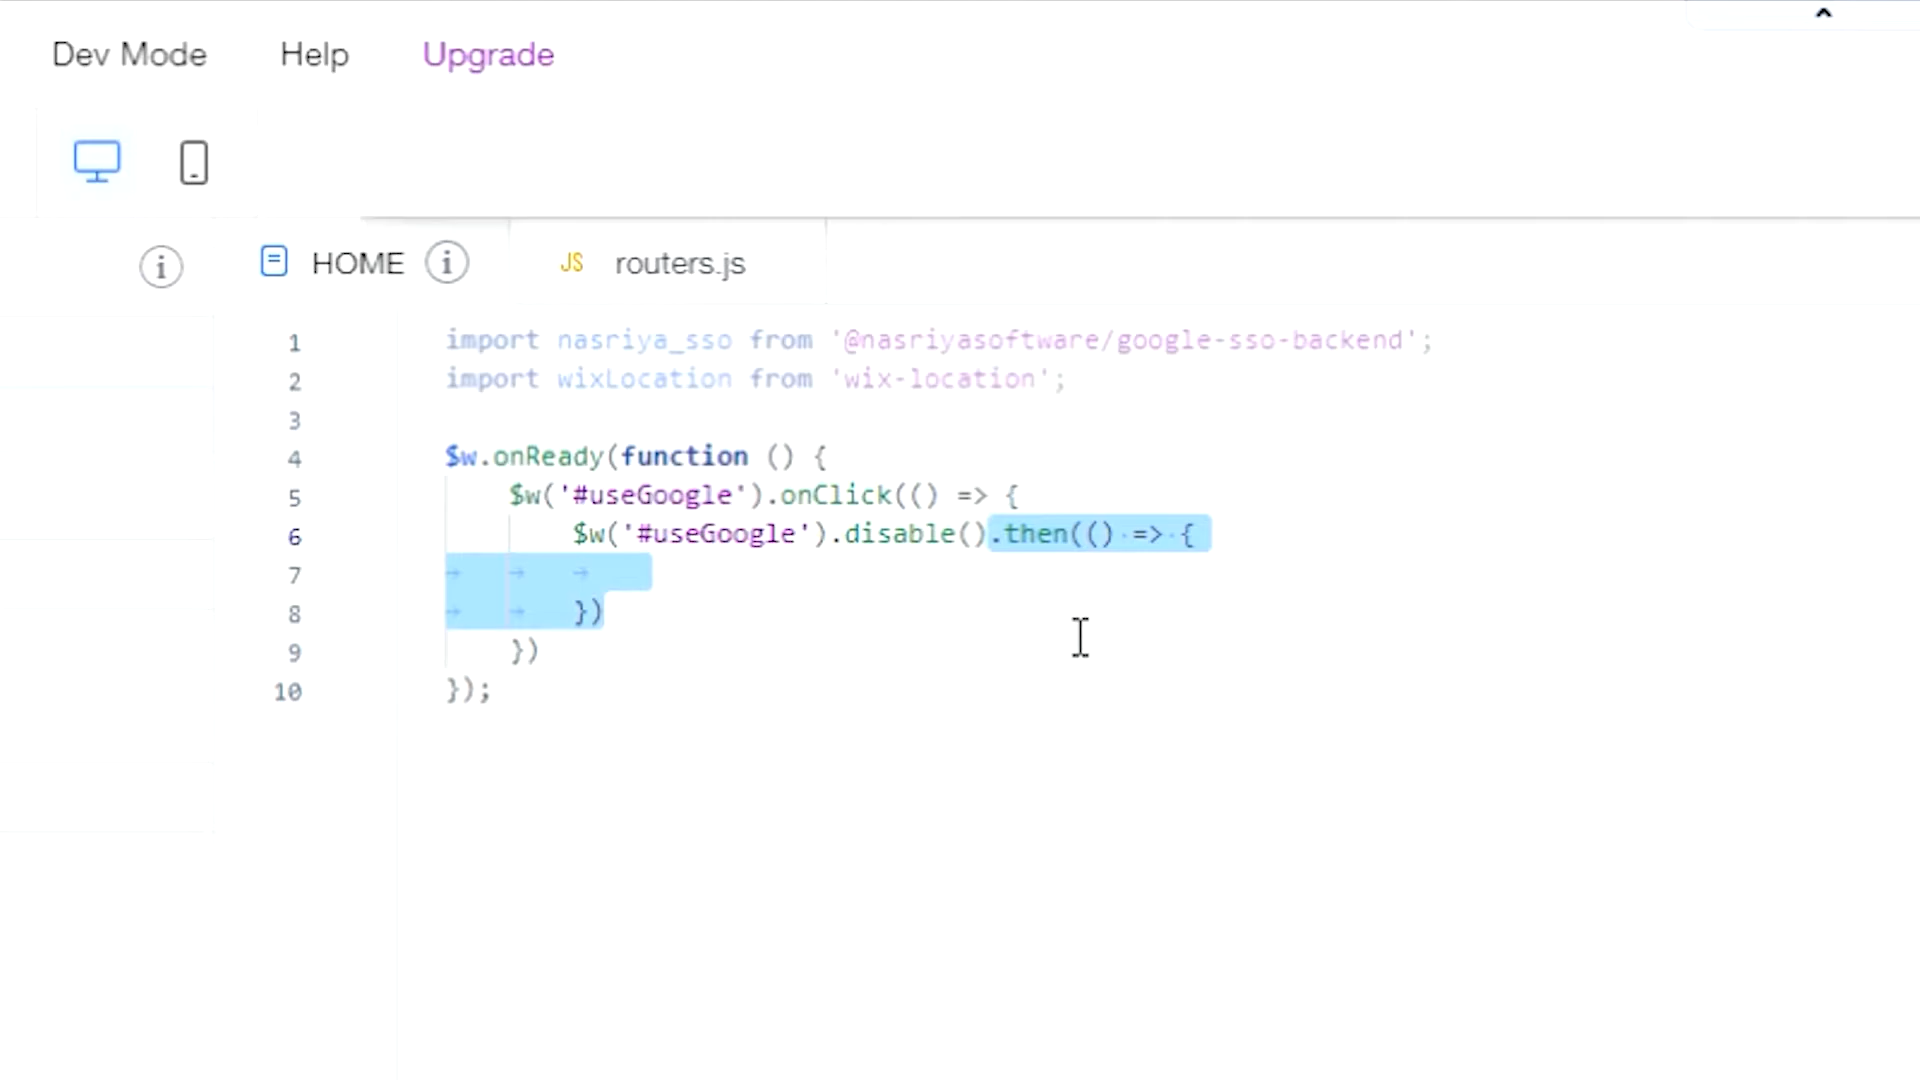 Dev Mode Help Upgrade
HOME JS routers.js
1 import nasriya_sso from '@nasriyasoftware/google-sso-backend';
2 import wixLocation from 'wix-location';
3
4 $w.onReady(function () {
5 $w('#useGoogle').onClick(() => {
6 $w('#useGoogle').disable().then(() => {
7
8 })
9 })
10 });